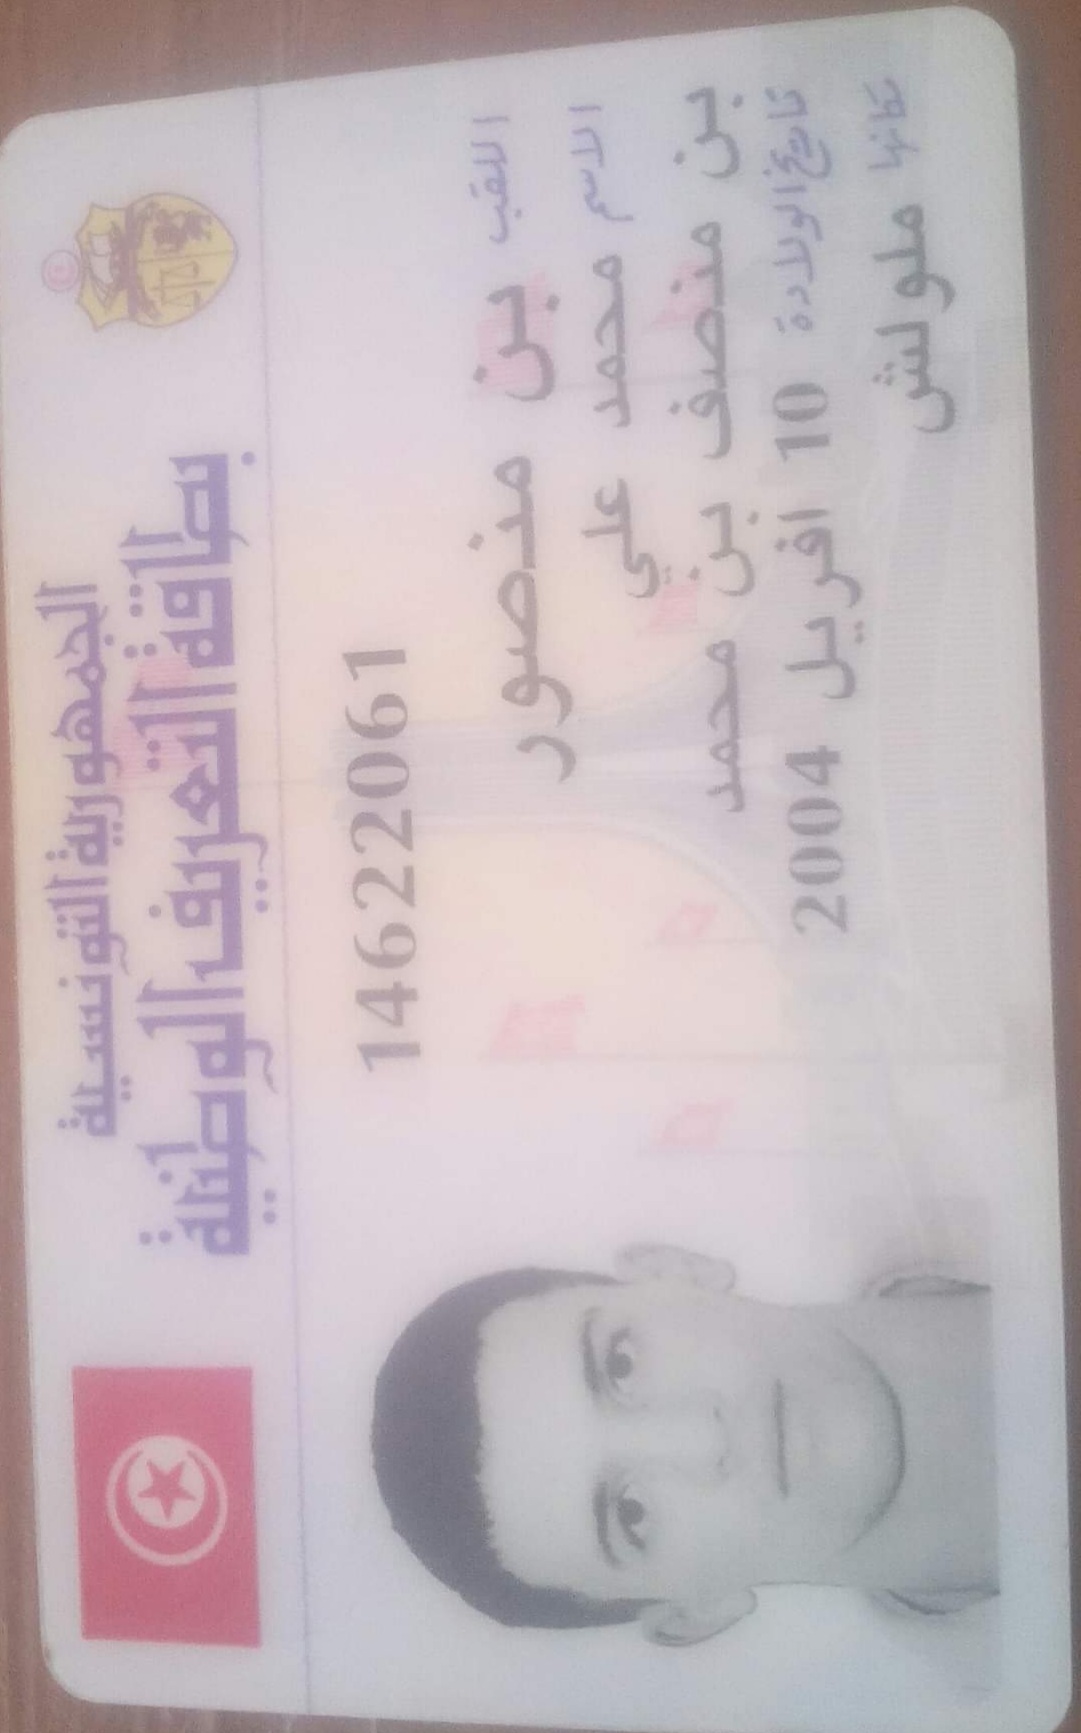 الجمهورية التونسية
بطاقة التعريف الوطنية
14622061
اللقب بن منصور
الاسم محمد علي
بن منصف بن محمد
تاريخ الولادة 10 افريل 2004
مكانها ملولش